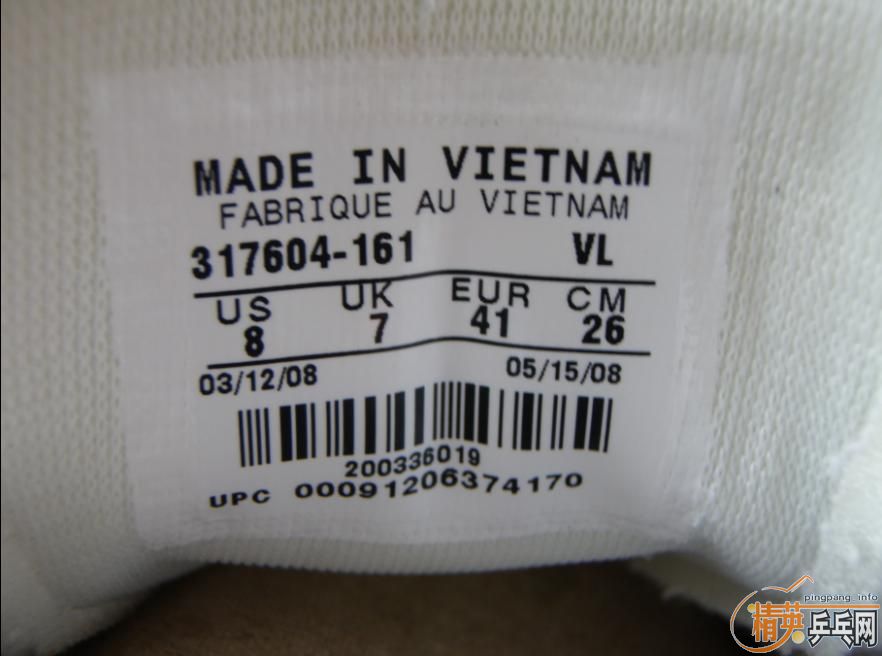 MADE IN VIETNAM
FABRIQUE AU VIETNAM
317604-161 VL
US UK EUR CM
8 7 41 26
03/12/08 05/15/08
200336019
UPC 00091206374170
pingpang.info
精英乒乓网